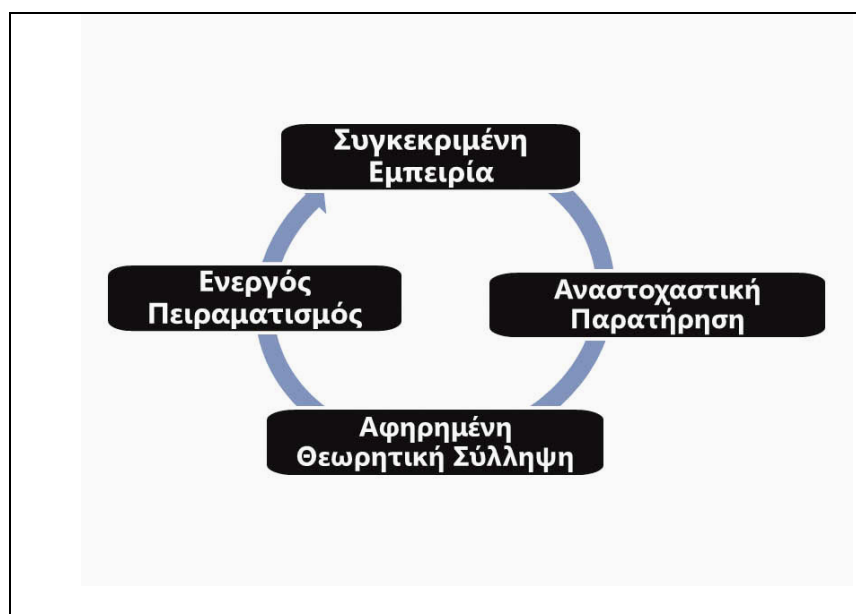 Συγκεκριμένη
Εμπειρία
Ενεργός
Πειραματισμός
Αναστοχαστική
Παρατήρηση
Αφηρημένη
Θεωρητική Σύλληψη